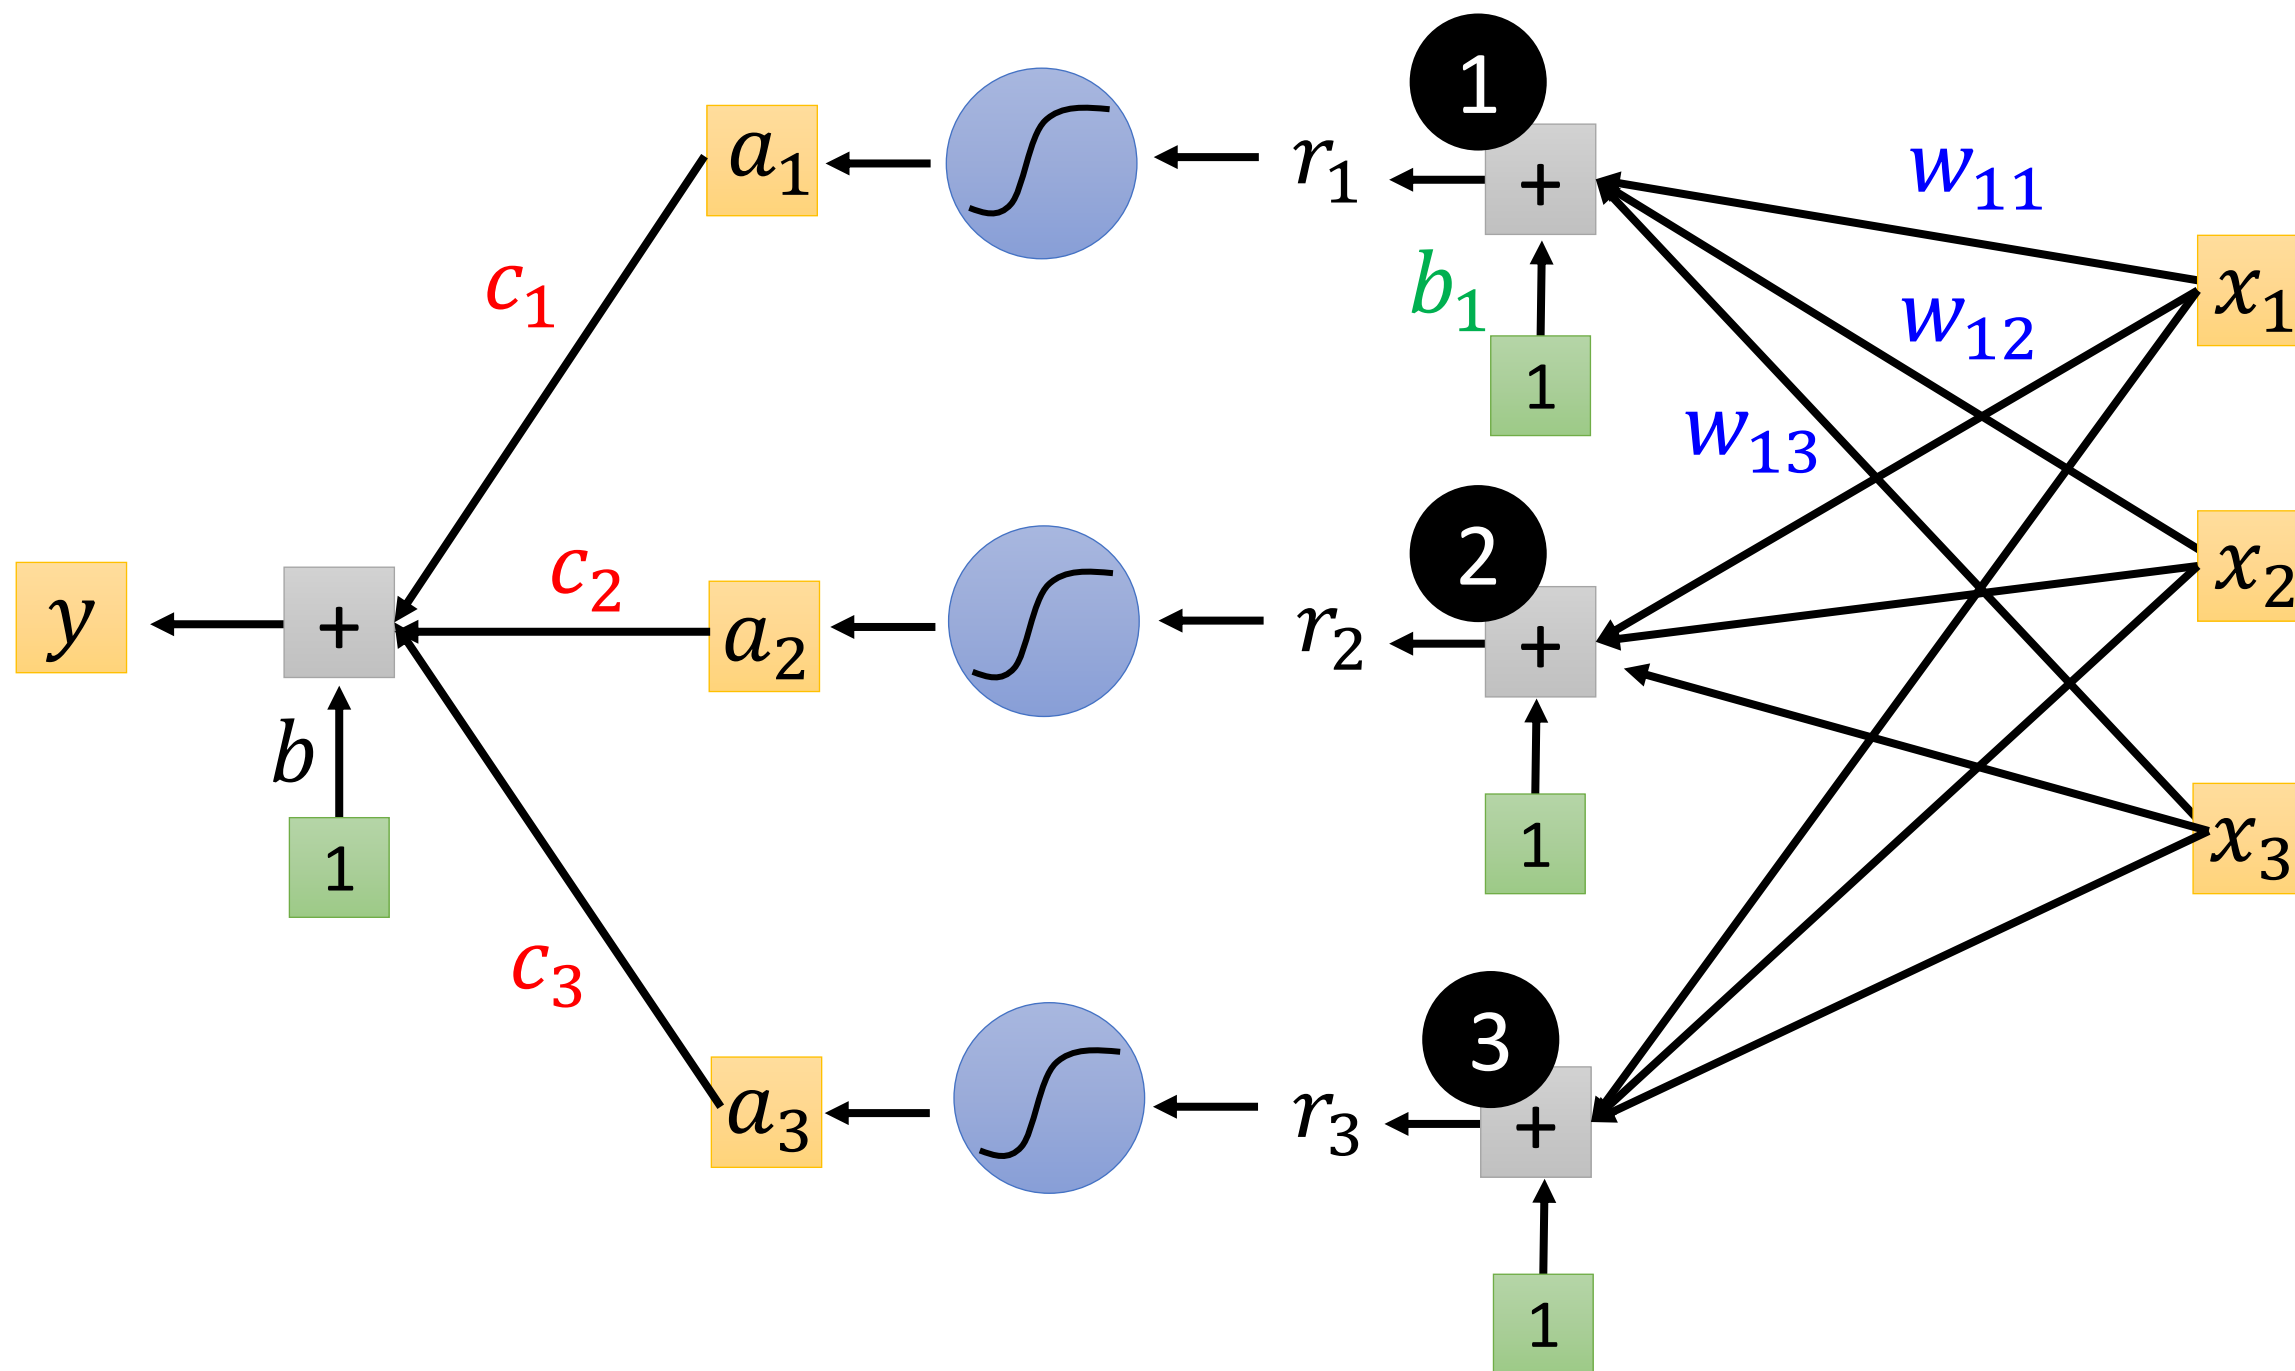 1
a₁
r₁
+
w₁₁
c₁
b₁
x₁
w₁₂
1
w₁₃
2
c₂
x₂
y
+
a₂
r₂
+
b
1
1
x₃
c₃
3
a₃
r₃
+
1